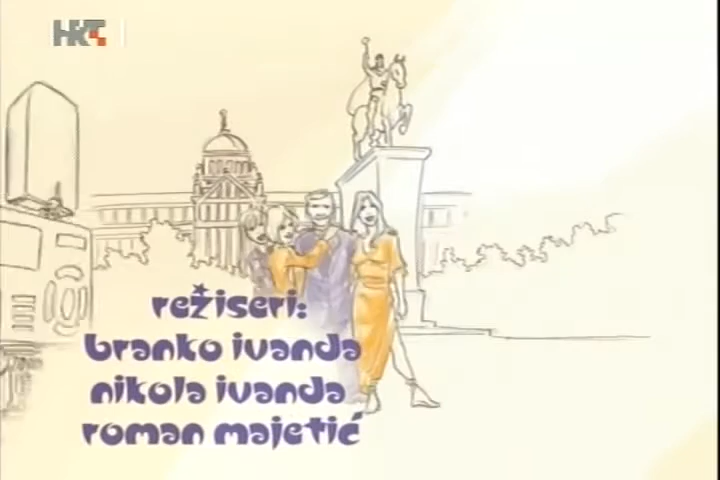 HRT
režiseri:
branko ivanda
nikola ivanda
roman majetić